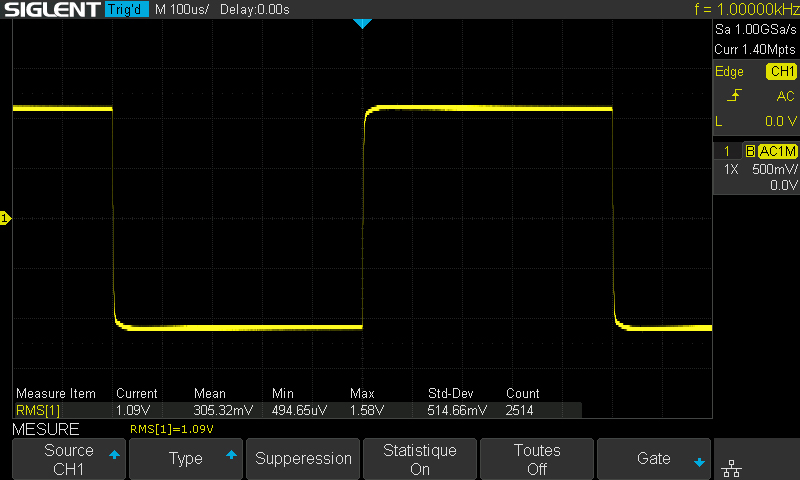 SIGLENT Trig'd M 100us/ Delay:0.00s f = 1.00000kHz
Sa 1.00GSa/s
Curr 1.40Mpts
Edge CH1
AC
L 0.0 V
1 B AC1M
1X 500mV/
0.0V
1
Measure Item Current Mean Min Max Std-Dev Count
RMS[1] 1.09V 305.32mV 494.65uV 1.58V 514.66mV 2514
MESURE RMS[1]=1.09V
Source Type Supperession Statistique Toutes Gate
CH1 On Off